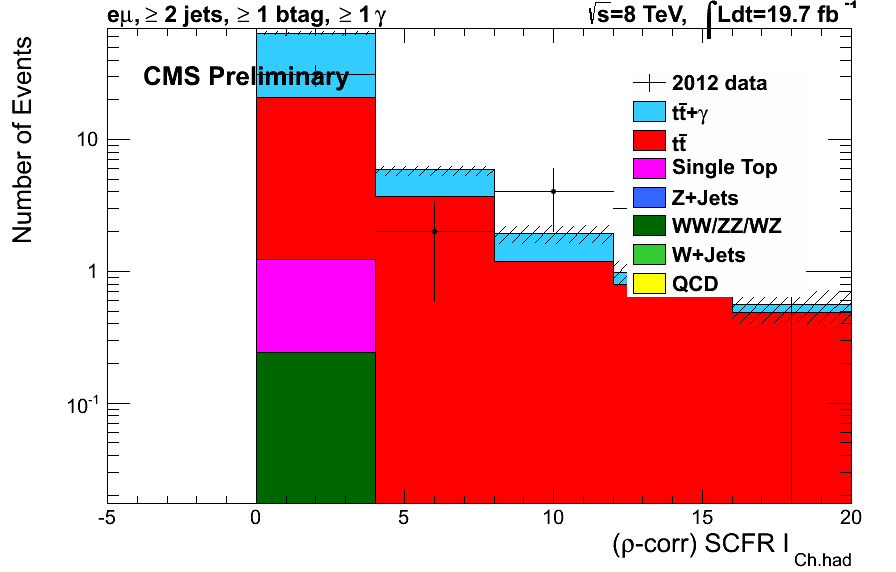 eμ, ≥ 2 jets, ≥ 1 btag, ≥ 1 γ
√s=8 TeV, ∫Ldt=19.7 fb⁻¹
CMS Preliminary
2012 data
tt̄+γ
tt̄
Single Top
Z+Jets
WW/ZZ/WZ
W+Jets
QCD
Number of Events
10
1
10⁻¹
-5 0 5 10 15 20
(ρ-corr) SCFR I Ch.had